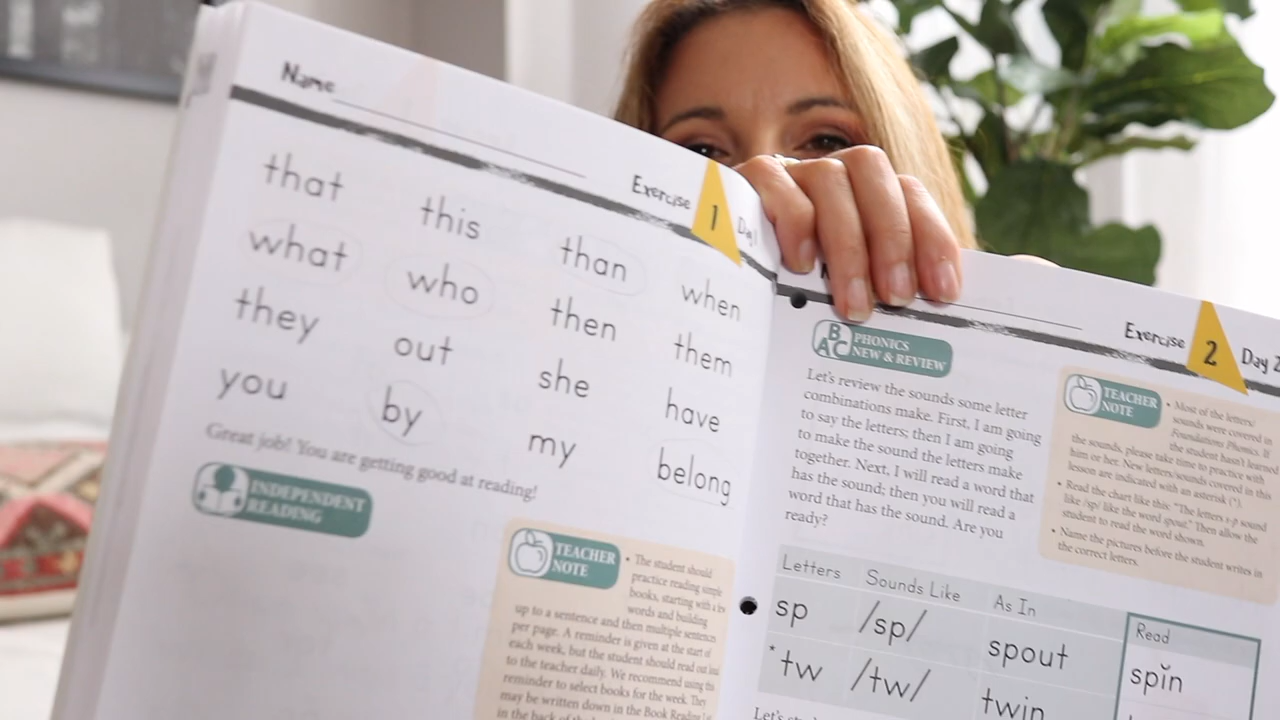 Name
Exercise 1 Day 1
that this than when
what who then them
they out she have
you by my belong
Great job! You are getting good at reading!
INDEPENDENT
READING
TEACHER
NOTE
• The student should
practice reading simple
books, starting with a few
words and building
up to a sentence and then multiple sentences
per page. A reminder is given at the start of
each week, but the student should read out loud
to the teacher daily. We recommend using this
reminder to select books for the week. They
may be written down in the Book Reading
in the back of the
Exercise 2 Day 2
B
AC
PHONICS
NEW & REVIEW
Let's review the sounds some letter
combinations make. First, I am going
to say the letters; then I am going
to make the sound the letters make
together. Next, I will read a word that
has the sound; then you will read a
word that has the sound. Are you
ready?
TEACHER
NOTE
• Most of the letters/
sounds were covered in
Foundations Phonics. If
the student hasn't learned
the sounds, please take time to practice with
him or her. New letters/sounds covered in this
lesson are indicated with an asterisk (*).
• Read the chart like this: "The letters s-p sound
like /sp/ like the word spout." Then allow the
student to read the word shown.
• Name the pictures before the student writes in
the correct letters.
Letters Sounds Like As In Read
sp /sp/ spout spĭn
*tw /tw/ twin
Let's